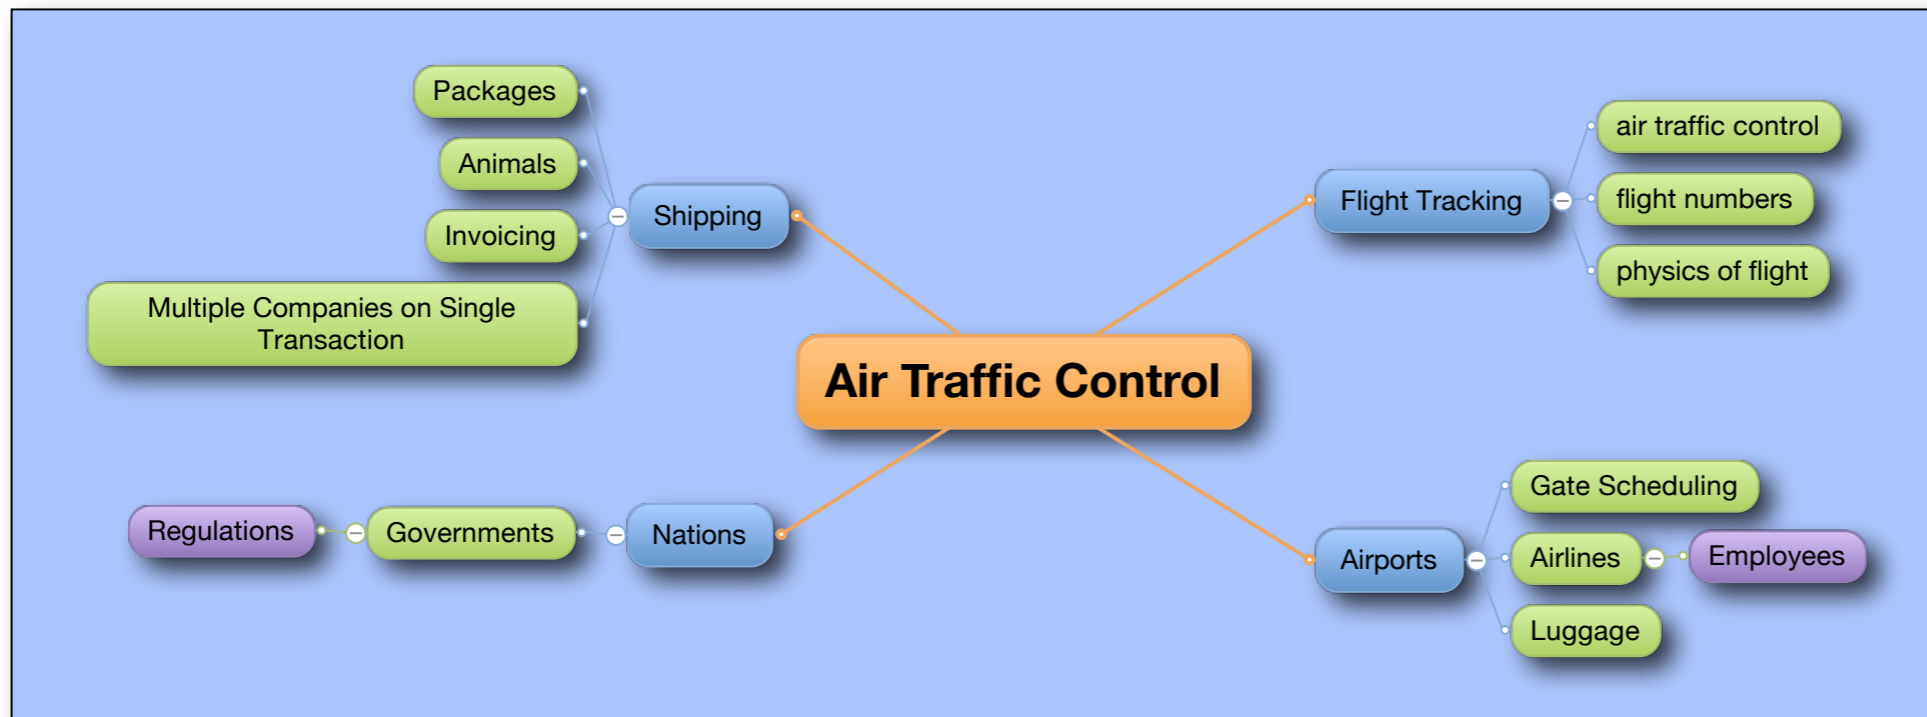 Packages
Animals
Invoicing
Multiple Companies on Single
Transaction
Shipping
Flight Tracking
air traffic control
flight numbers
physics of flight
Air Traffic Control
Regulations
Governments
Nations
Airports
Gate Scheduling
Airlines
Employees
Luggage